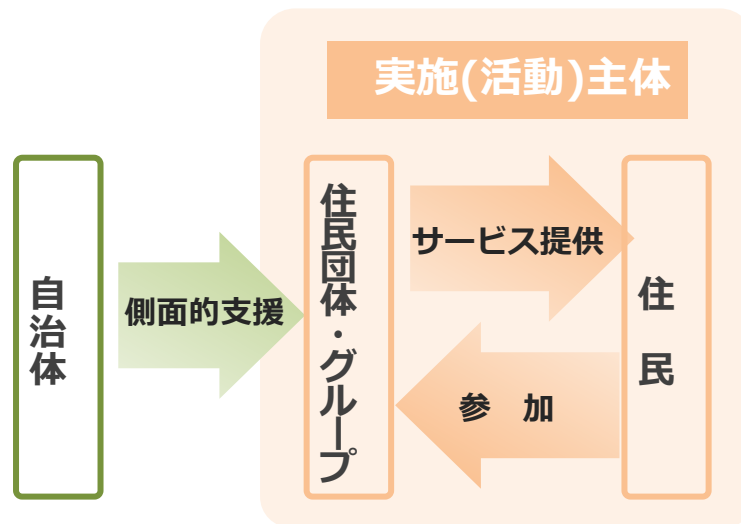 実施(活動)主体
自治体
側面的支援
住民団体・グループ
サービス提供
参　加
住　民